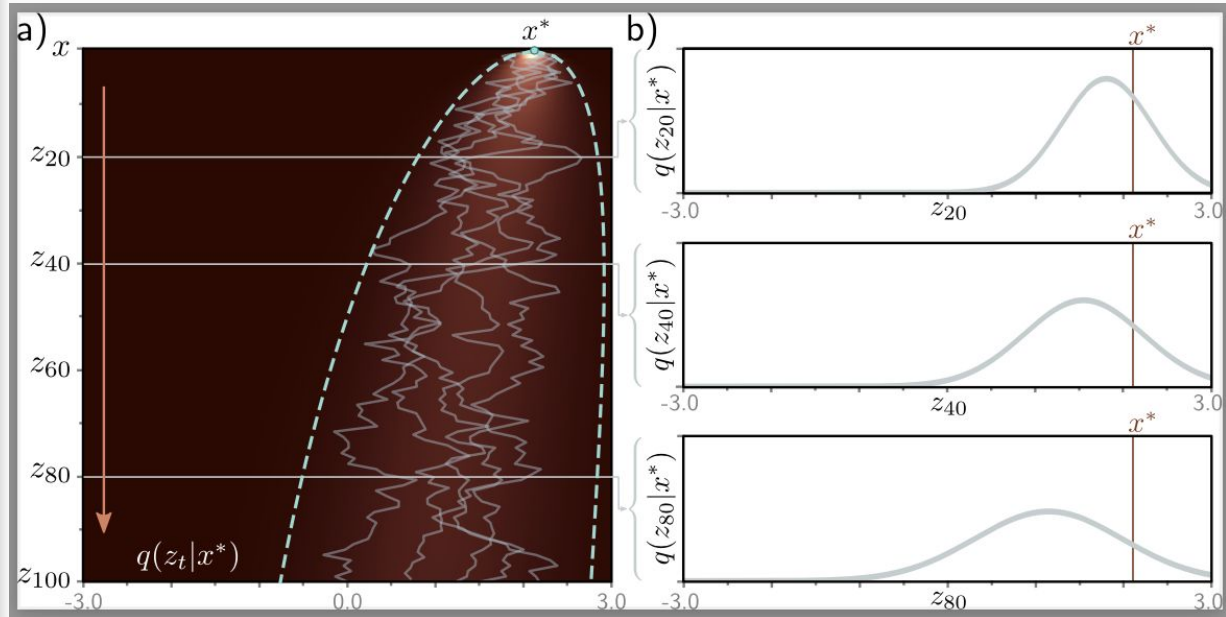 a)
x
x*
z20
z40
z60
z80
z100
q(zt|x*)
-3.0 0.0 3.0
b)
x*
q(z20|x*)
-3.0 z20 3.0
x*
q(z40|x*)
-3.0 z40 3.0
x*
q(z80|x*)
-3.0 z80 3.0